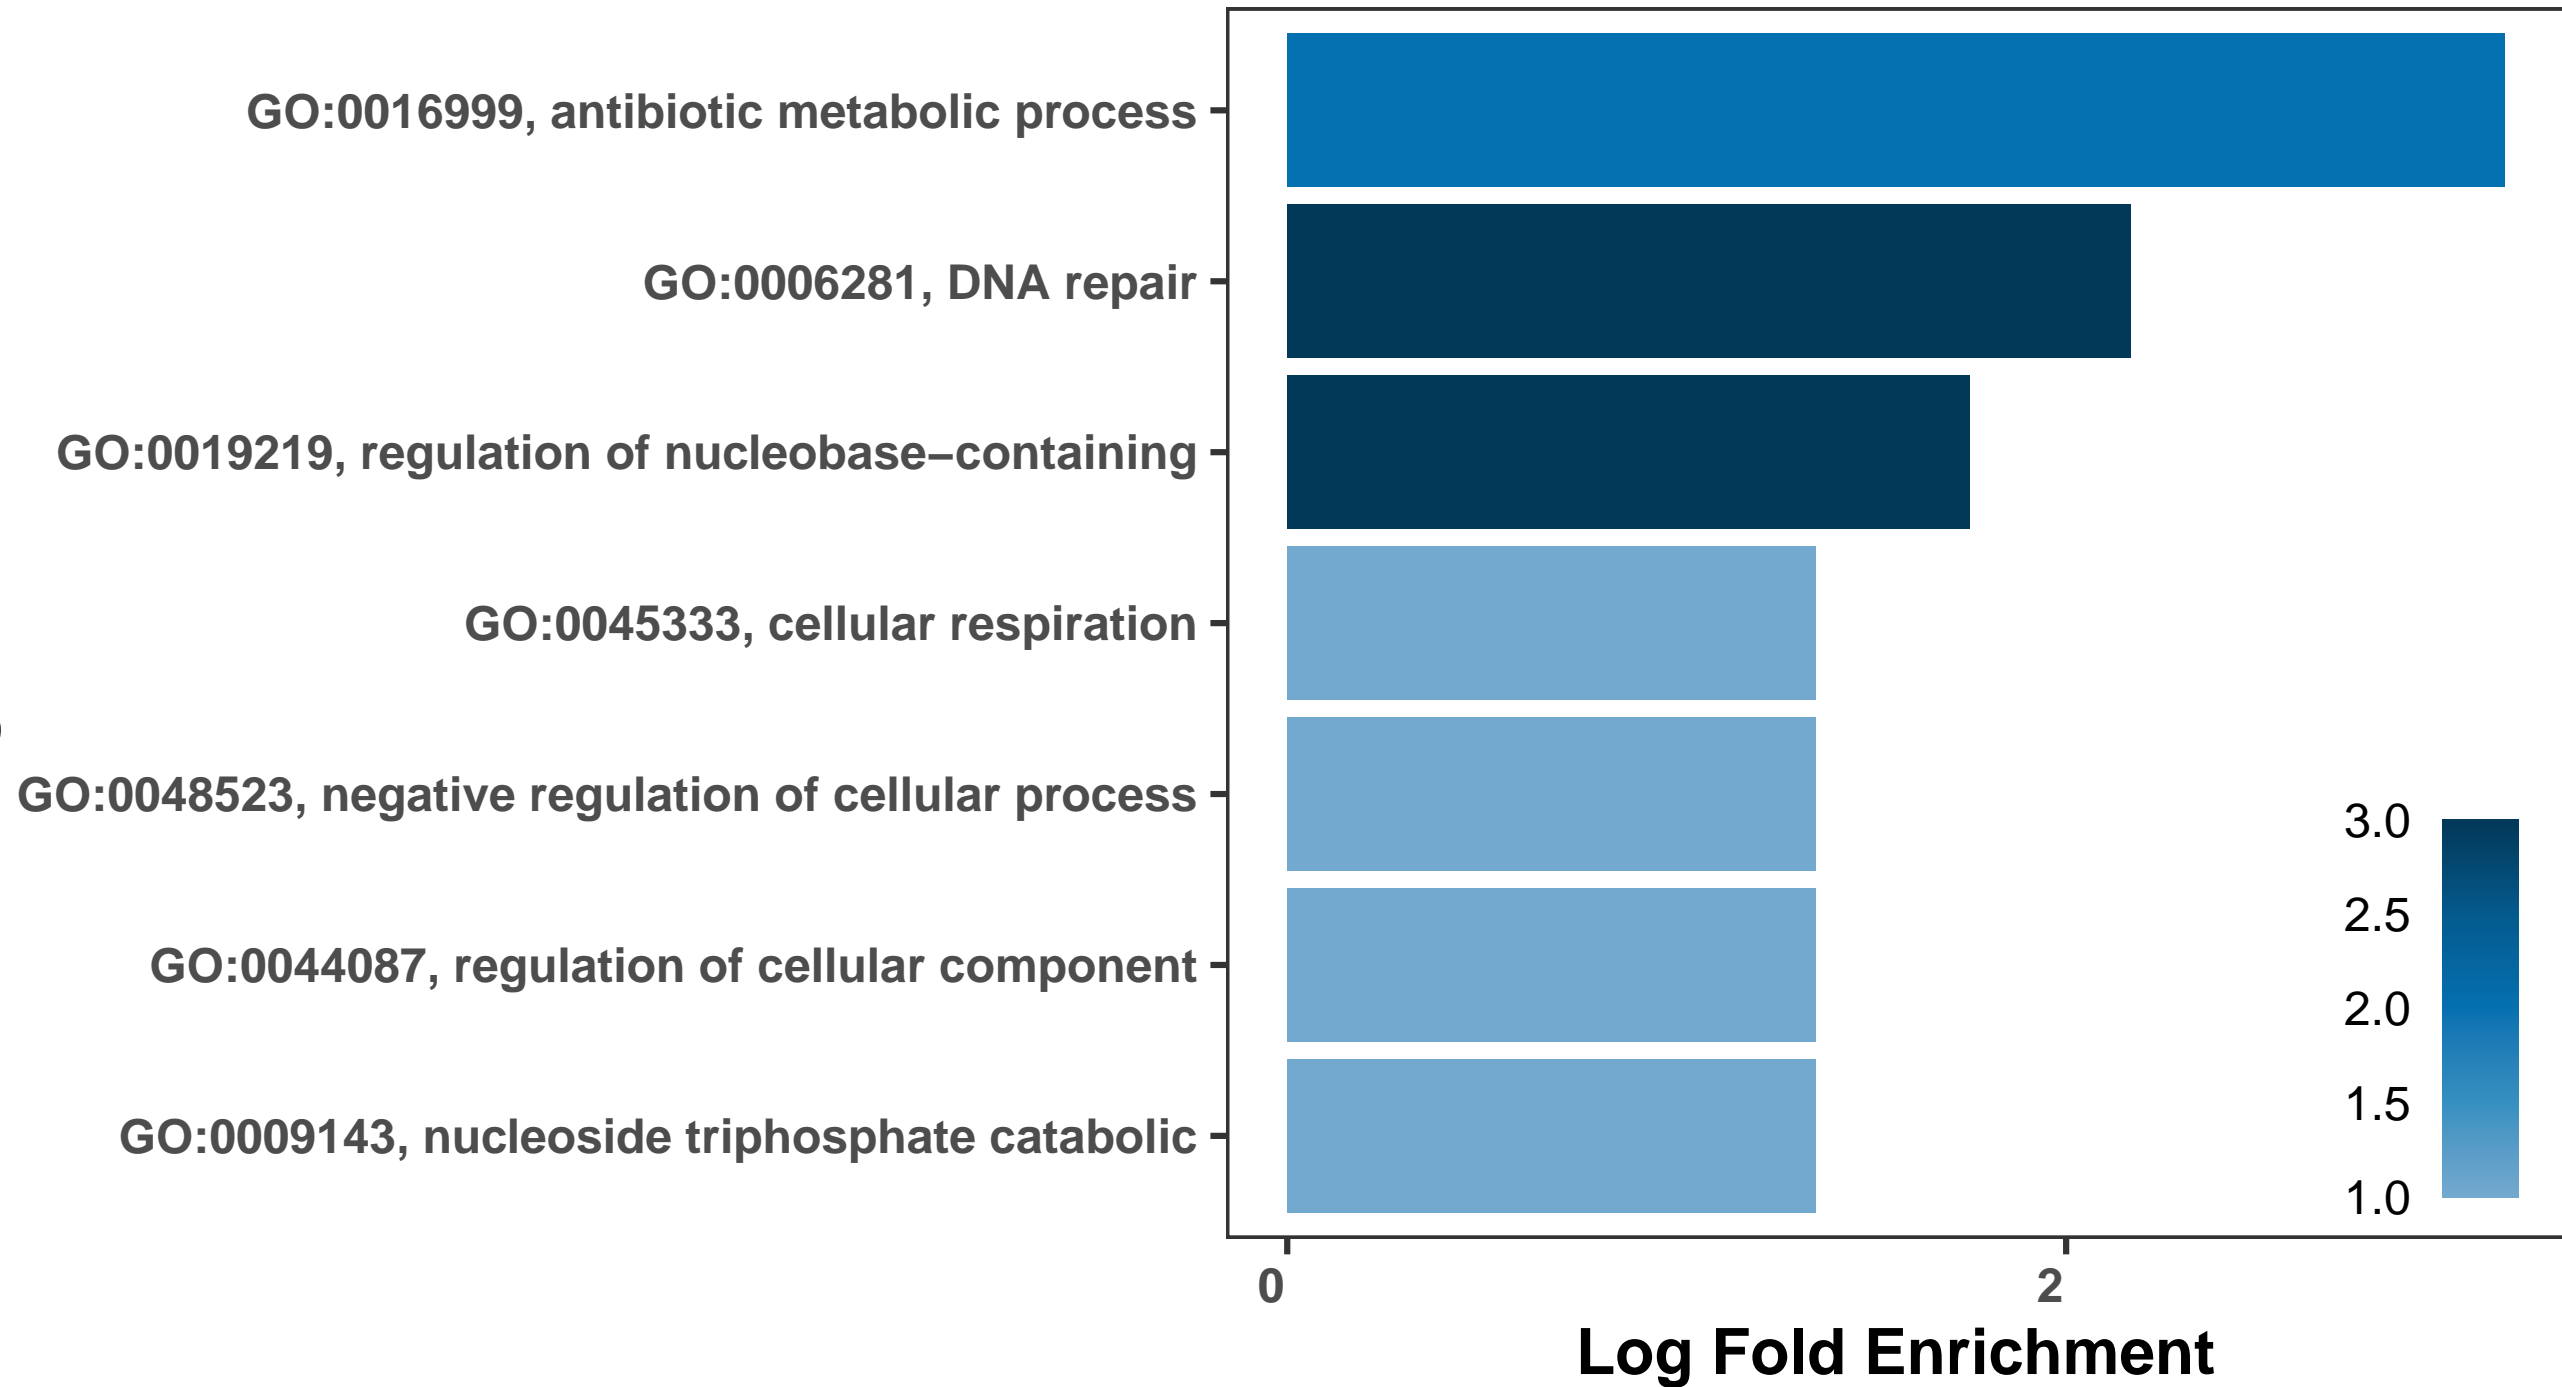 GO:0016999, antibiotic metabolic process
GO:0006281, DNA repair
GO:0019219, regulation of nucleobase–containing
GO:0045333, cellular respiration
GO:0048523, negative regulation of cellular process
GO:0044087, regulation of cellular component
GO:0009143, nucleoside triphosphate catabolic
3.0
2.5
2.0
1.5
1.0
0 2
Log Fold Enrichment